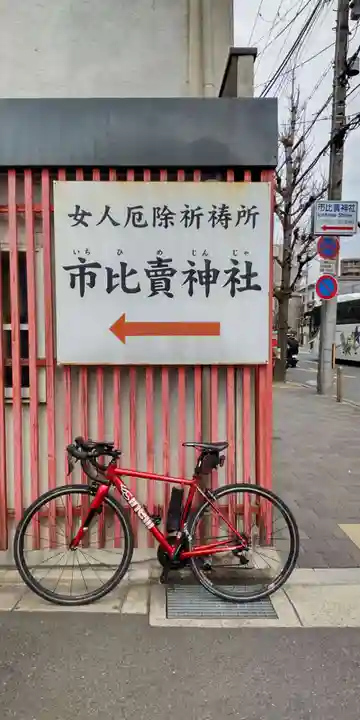 女人厄除祈祷所
いち ひ め じん じゃ
市比賣神社
市比賣神社
Ichihime Shrine
cinelli